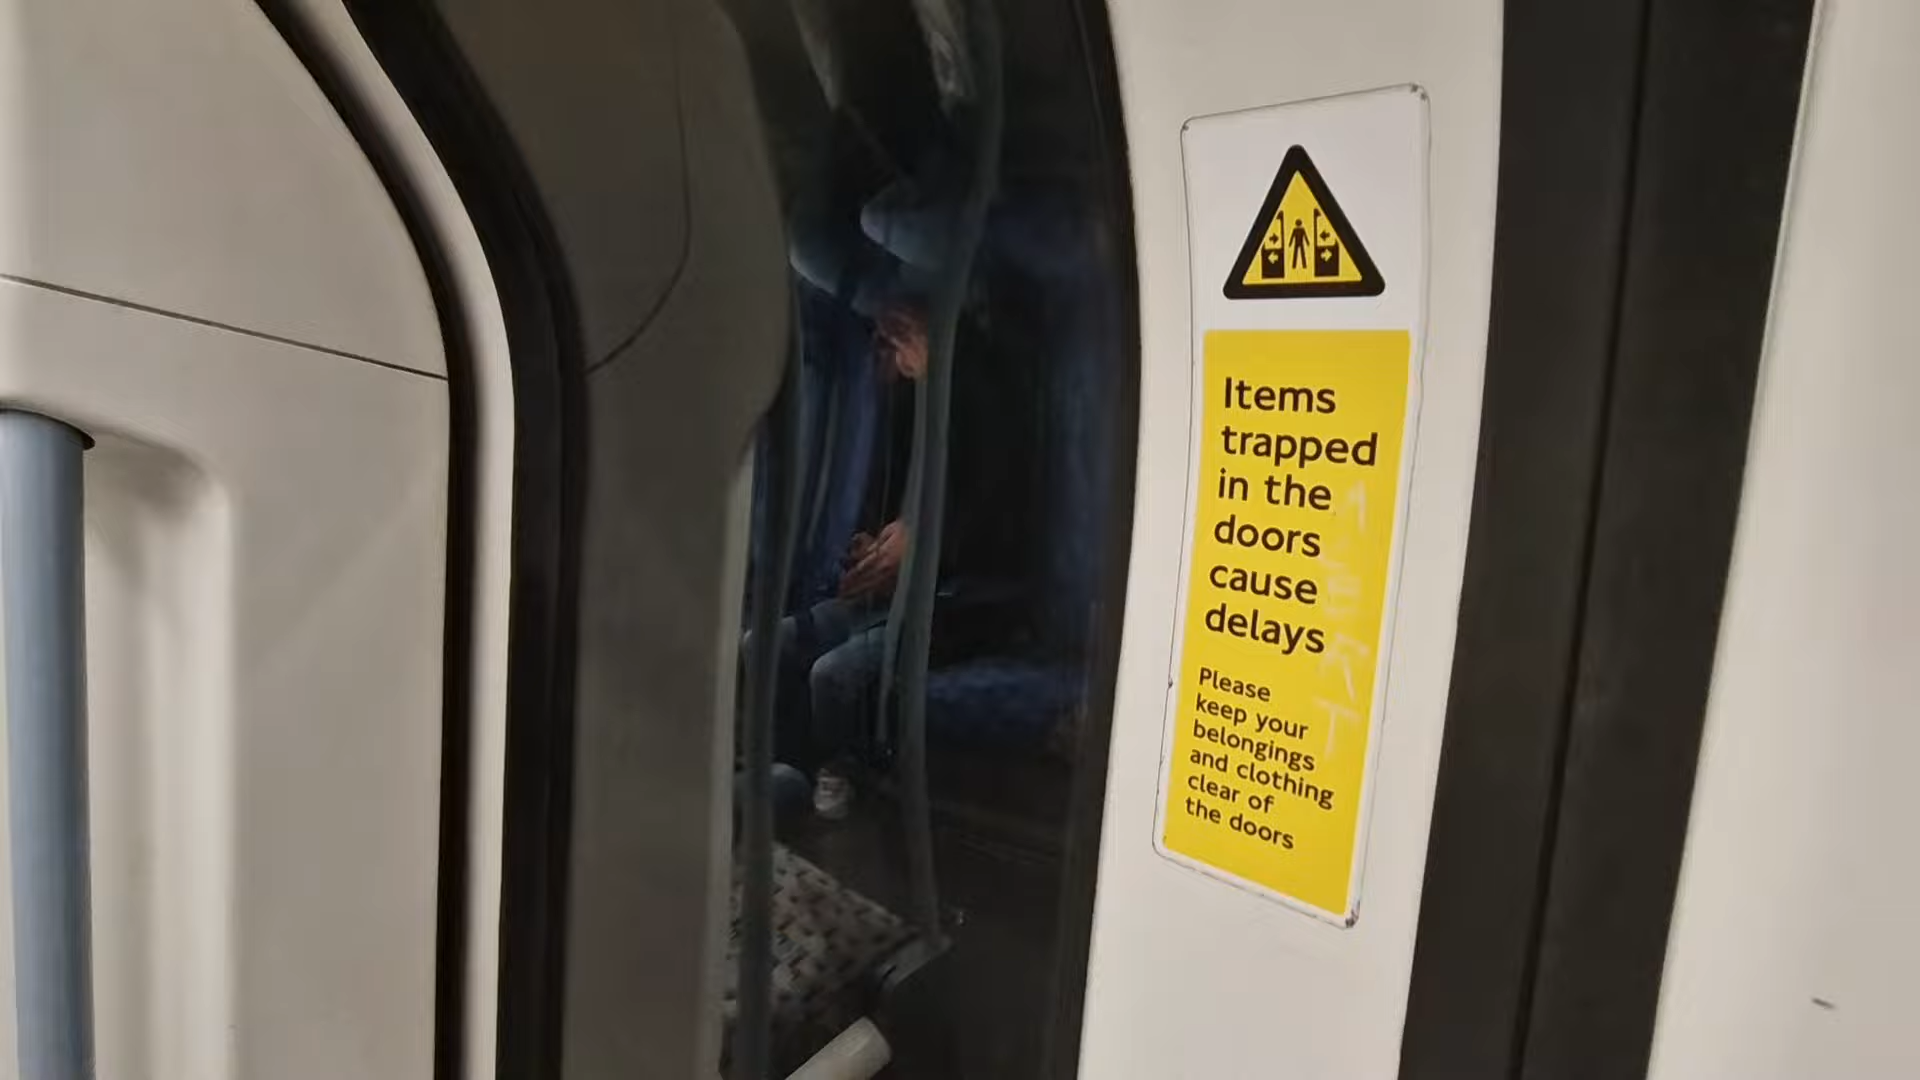 Items
trapped
in the
doors
cause
delays
Please
keep your
belongings
and clothing
clear of
the doors